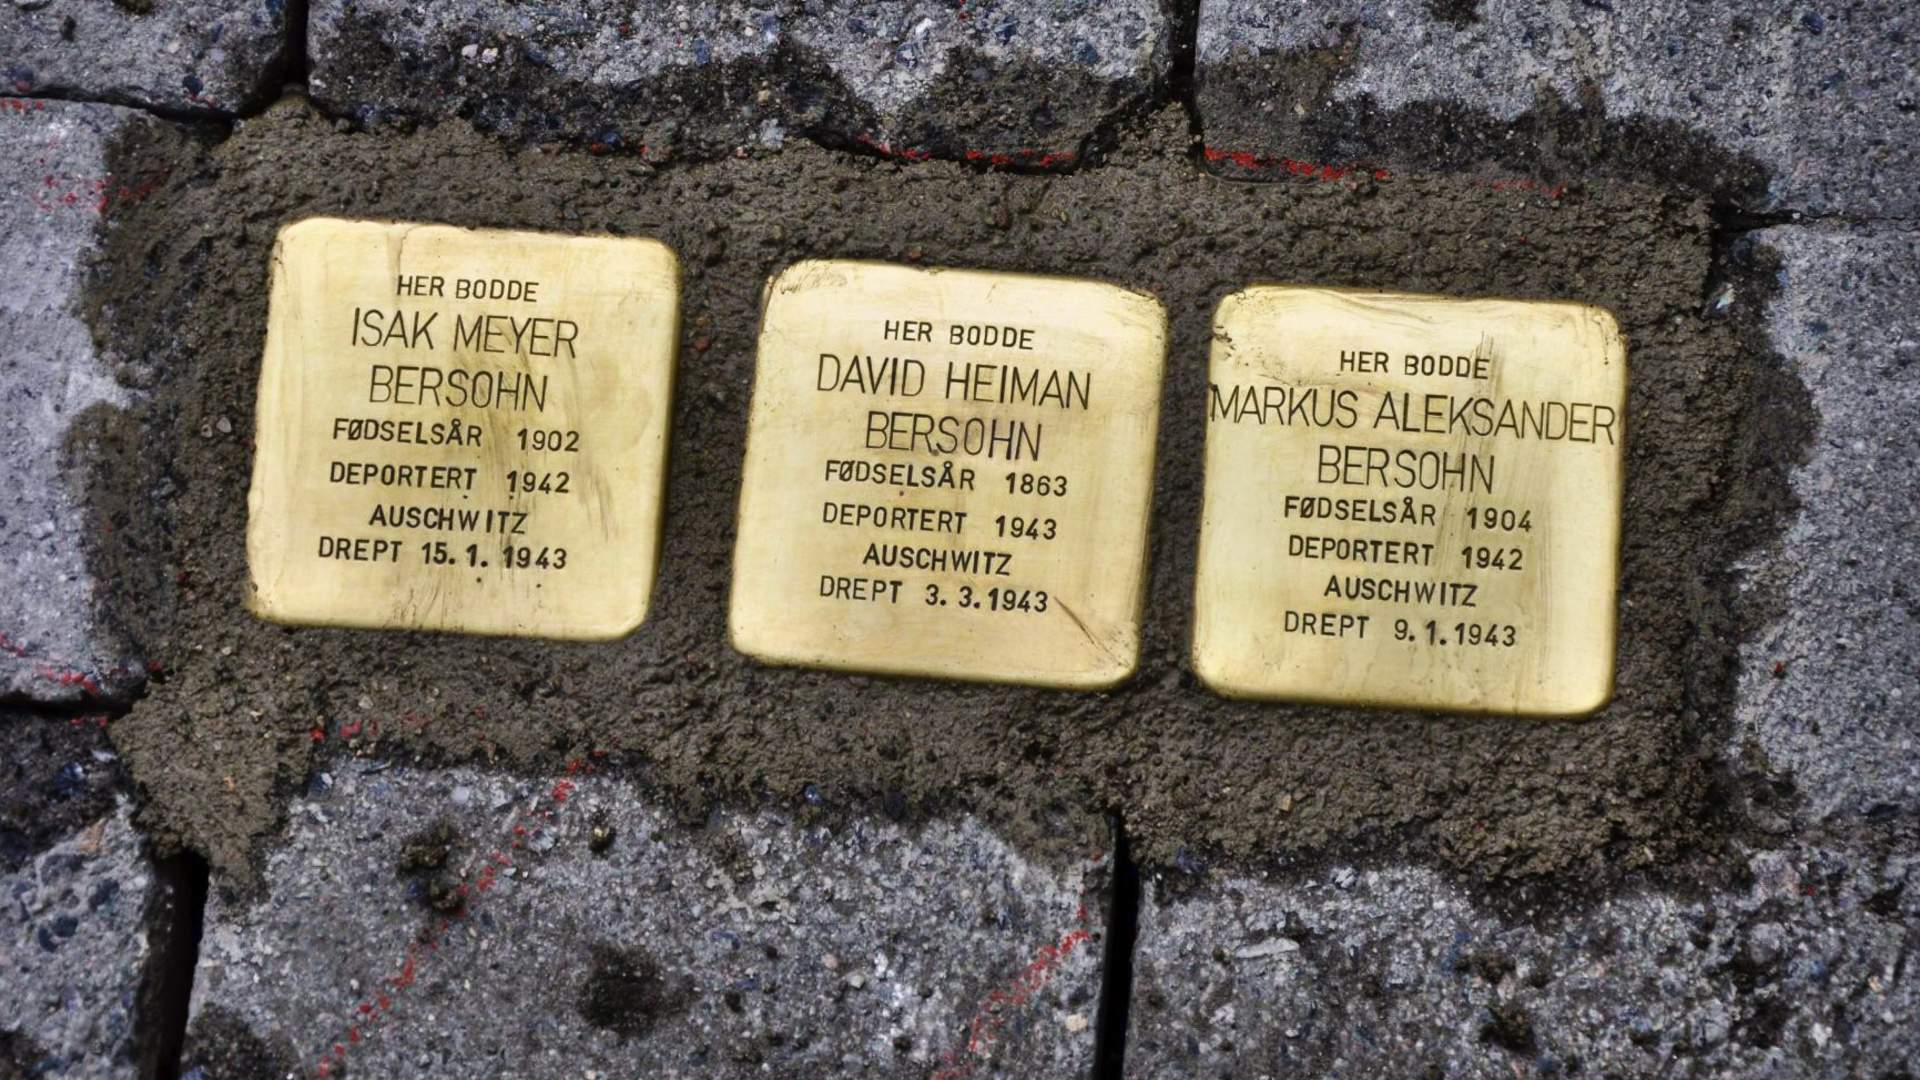 HER BODDE
ISAK MEYER
BERSOHN
FØDSELSÅR 1902
DEPORTERT 1942
AUSCHWITZ
DREPT 15.1.1943
HER BODDE
DAVID HEIMAN
BERSOHN
FØDSELSÅR 1863
DEPORTERT 1943
AUSCHWITZ
DREPT 3.3.1943
HER BODDE
MARKUS ALEKSANDER
BERSOHN
FØDSELSÅR 1904
DEPORTERT 1942
AUSCHWITZ
DREPT 9.1.1943